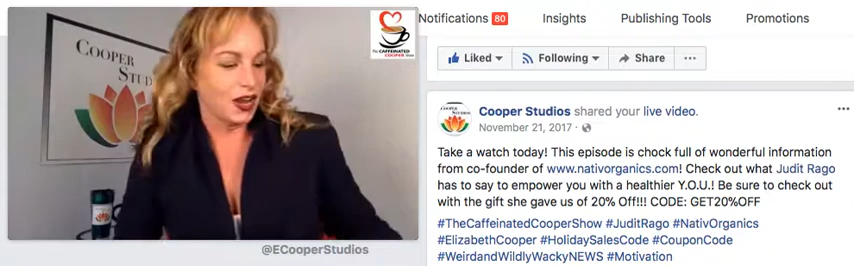 COOPER
STUD
The CAFFEINATED
COOPER Show
@ECooperStudios
Notifications 80 Insights Publishing Tools Promotions
Liked Following Share ...
Cooper Studios shared your live video.
November 21, 2017 ·
Take a watch today! This episode is chock full of wonderful information
from co-founder of www.nativorganics.com! Check out what Judit Rago
has to say to empower you with a healthier Y.O.U.! Be sure to check out
with the gift she gave us of 20% Off!!! CODE: GET20%OFF
#TheCaffeinatedCooperShow #JuditRago #NativOrganics
#ElizabethCooper #HolidaySalesCode #CouponCode
#WeirdandWildlyWackyNEWS #Motivation